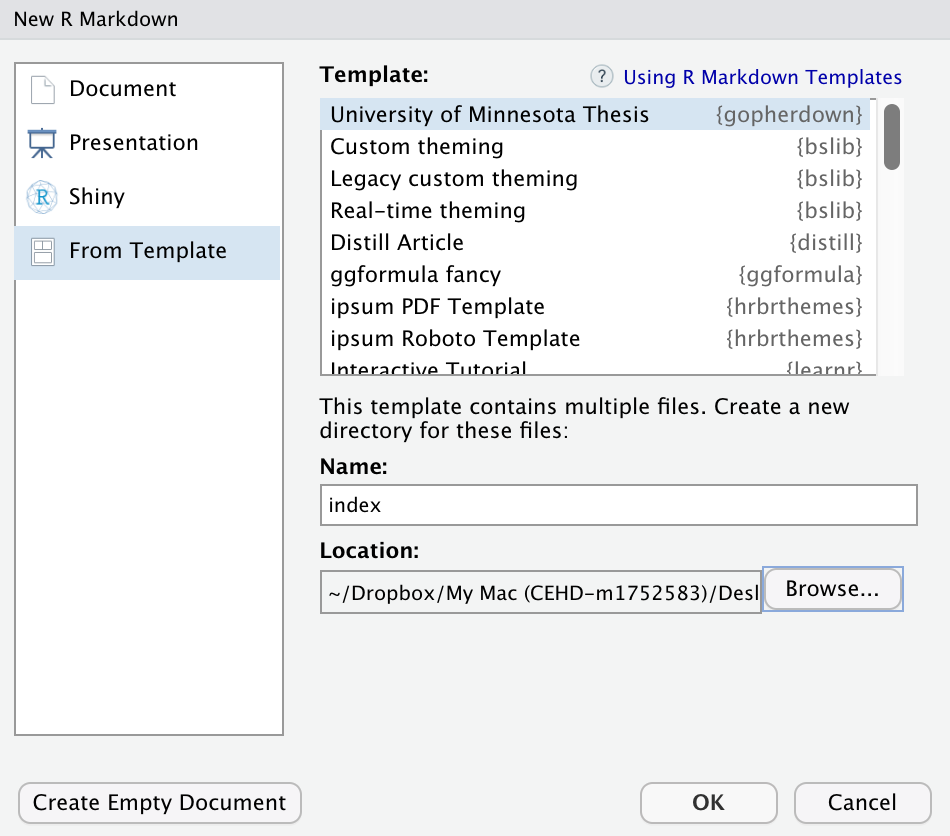 New R Markdown
Document
Presentation
Shiny
From Template
Template:
? Using R Markdown Templates
University of Minnesota Thesis {gopherdown}
Custom theming {bslib}
Legacy custom theming {bslib}
Real-time theming {bslib}
Distill Article {distill}
ggformula fancy {ggformula}
ipsum PDF Template {hrbrthemes}
ipsum Roboto Template {hrbrthemes}
Interactive Tutorial {learnr}
This template contains multiple files. Create a new
directory for these files:
Name:
index
Location:
~/Dropbox/My Mac (CEHD-m1752583)/Desl
Browse...
Create Empty Document
OK
Cancel